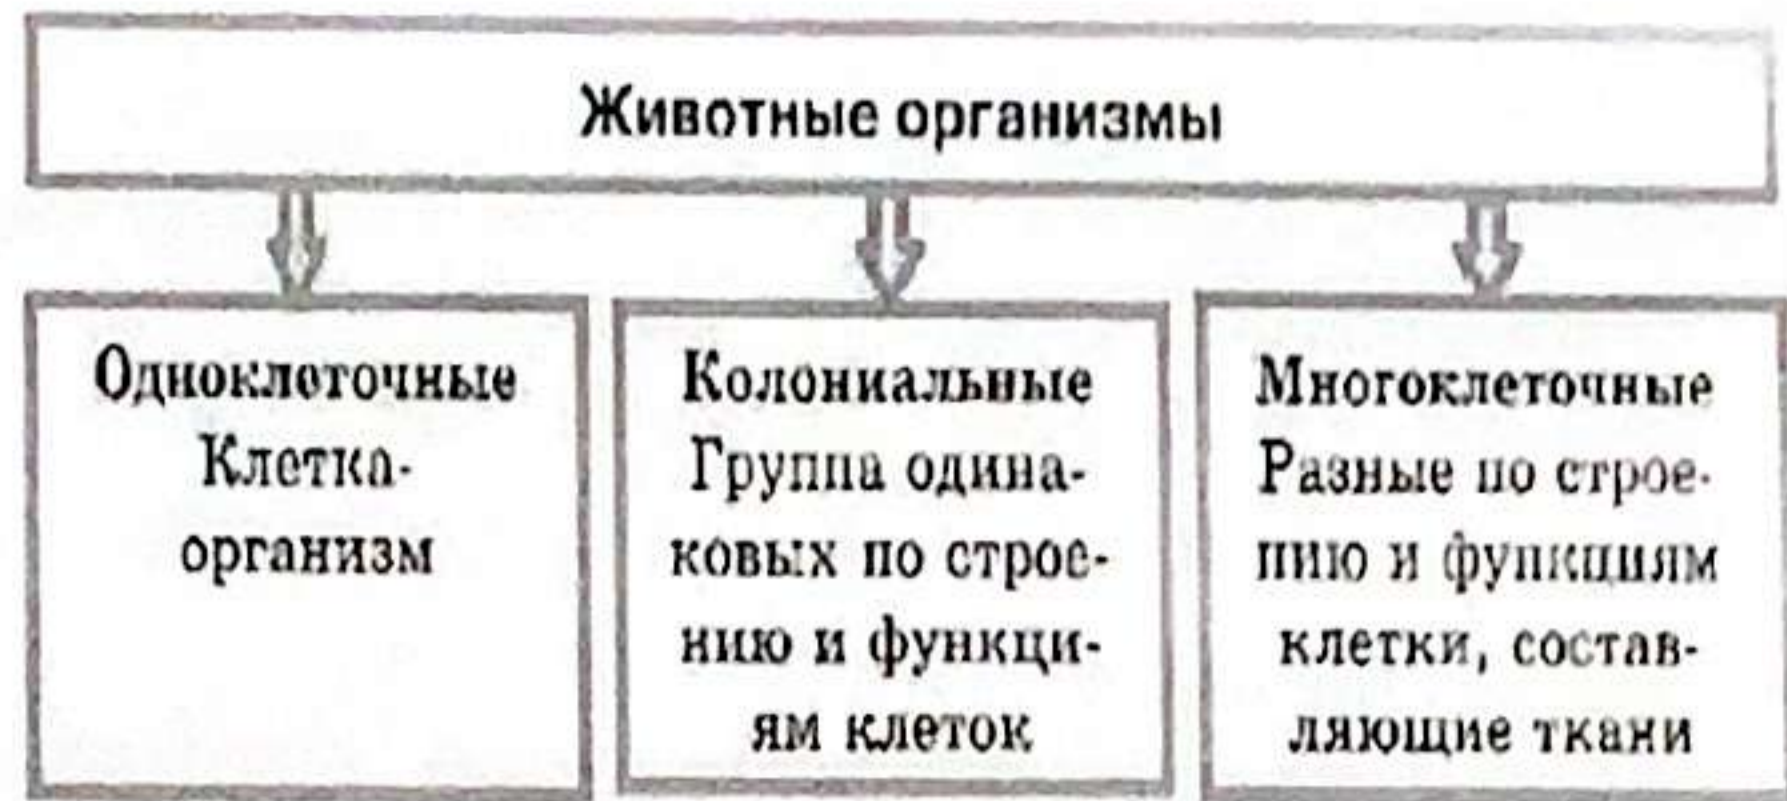 Животные организмы
Одноклеточные
Клетка-
организм
Колониальные
Группа одина-
ковых по строе-
нию и функци-
ям клеток
Многоклеточные
Разные по строе-
нию и функциям
клетки, состав-
ляющие ткани